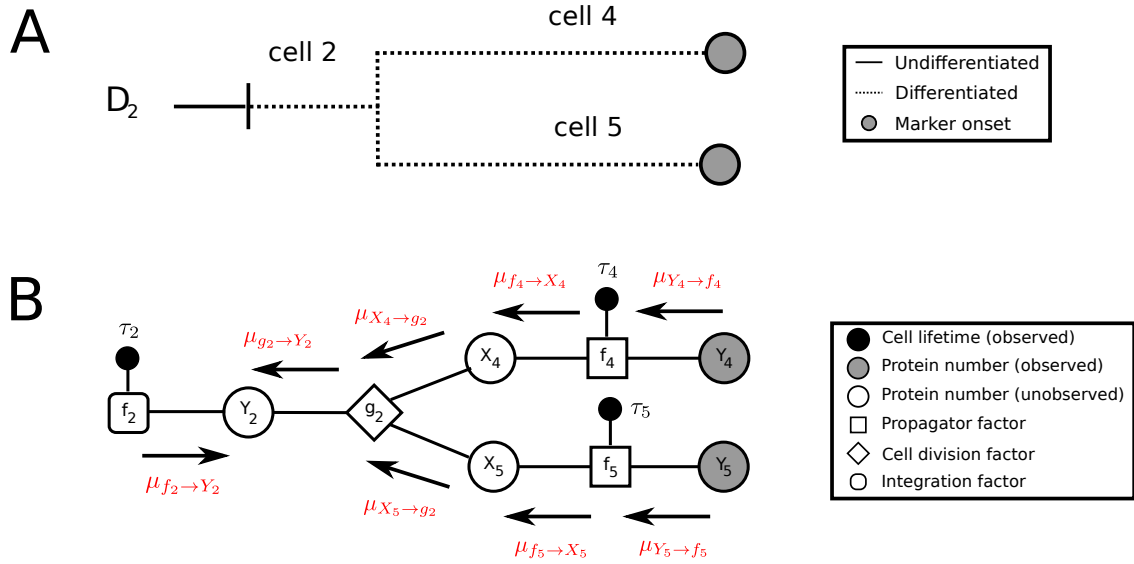 A
cell 4
cell 2
D2
cell 5
Undifferentiated
Differentiated
Marker onset
B
μf4→X4
τ4
μY4→f4
μX4→g2
μg2→Y2
τ2
X4
f4
Y4
f2
Y2
g2
τ5
X5
f5
Y5
μf2→Y2
μX5→g2
μf5→X5
μY5→f5
Cell lifetime (observed)
Protein number (observed)
Protein number (unobserved)
Propagator factor
Cell division factor
Integration factor